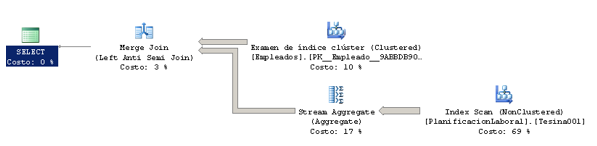 SELECT
Costo: 0 %
Merge Join
(Left Anti Semi Join)
Costo: 3 %
Examen de índice clúster (Clustered)
[Empleados].[PK__Empleado__9ABBDB90…
Costo: 10 %
Stream Aggregate
(Aggregate)
Costo: 17 %
Index Scan (NonClustered)
[PlanificacionLaboral].[Tesina001]
Costo: 69 %